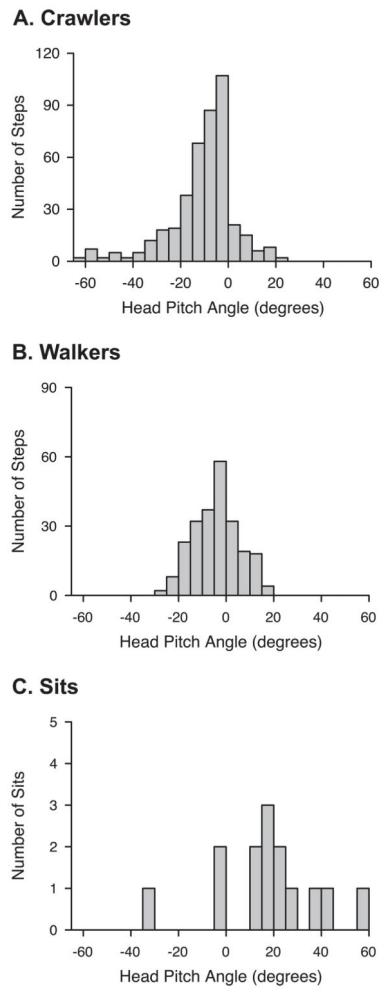 A. Crawlers
120
90
60
30
0
Number of Steps
-60 -40 -20 0 20 40 60
Head Pitch Angle (degrees)
B. Walkers
90
60
30
0
Number of Steps
-60 -40 -20 0 20 40 60
Head Pitch Angle (degrees)
C. Sits
5
4
3
2
1
0
Number of Sits
-60 -40 -20 0 20 40 60
Head Pitch Angle (degrees)